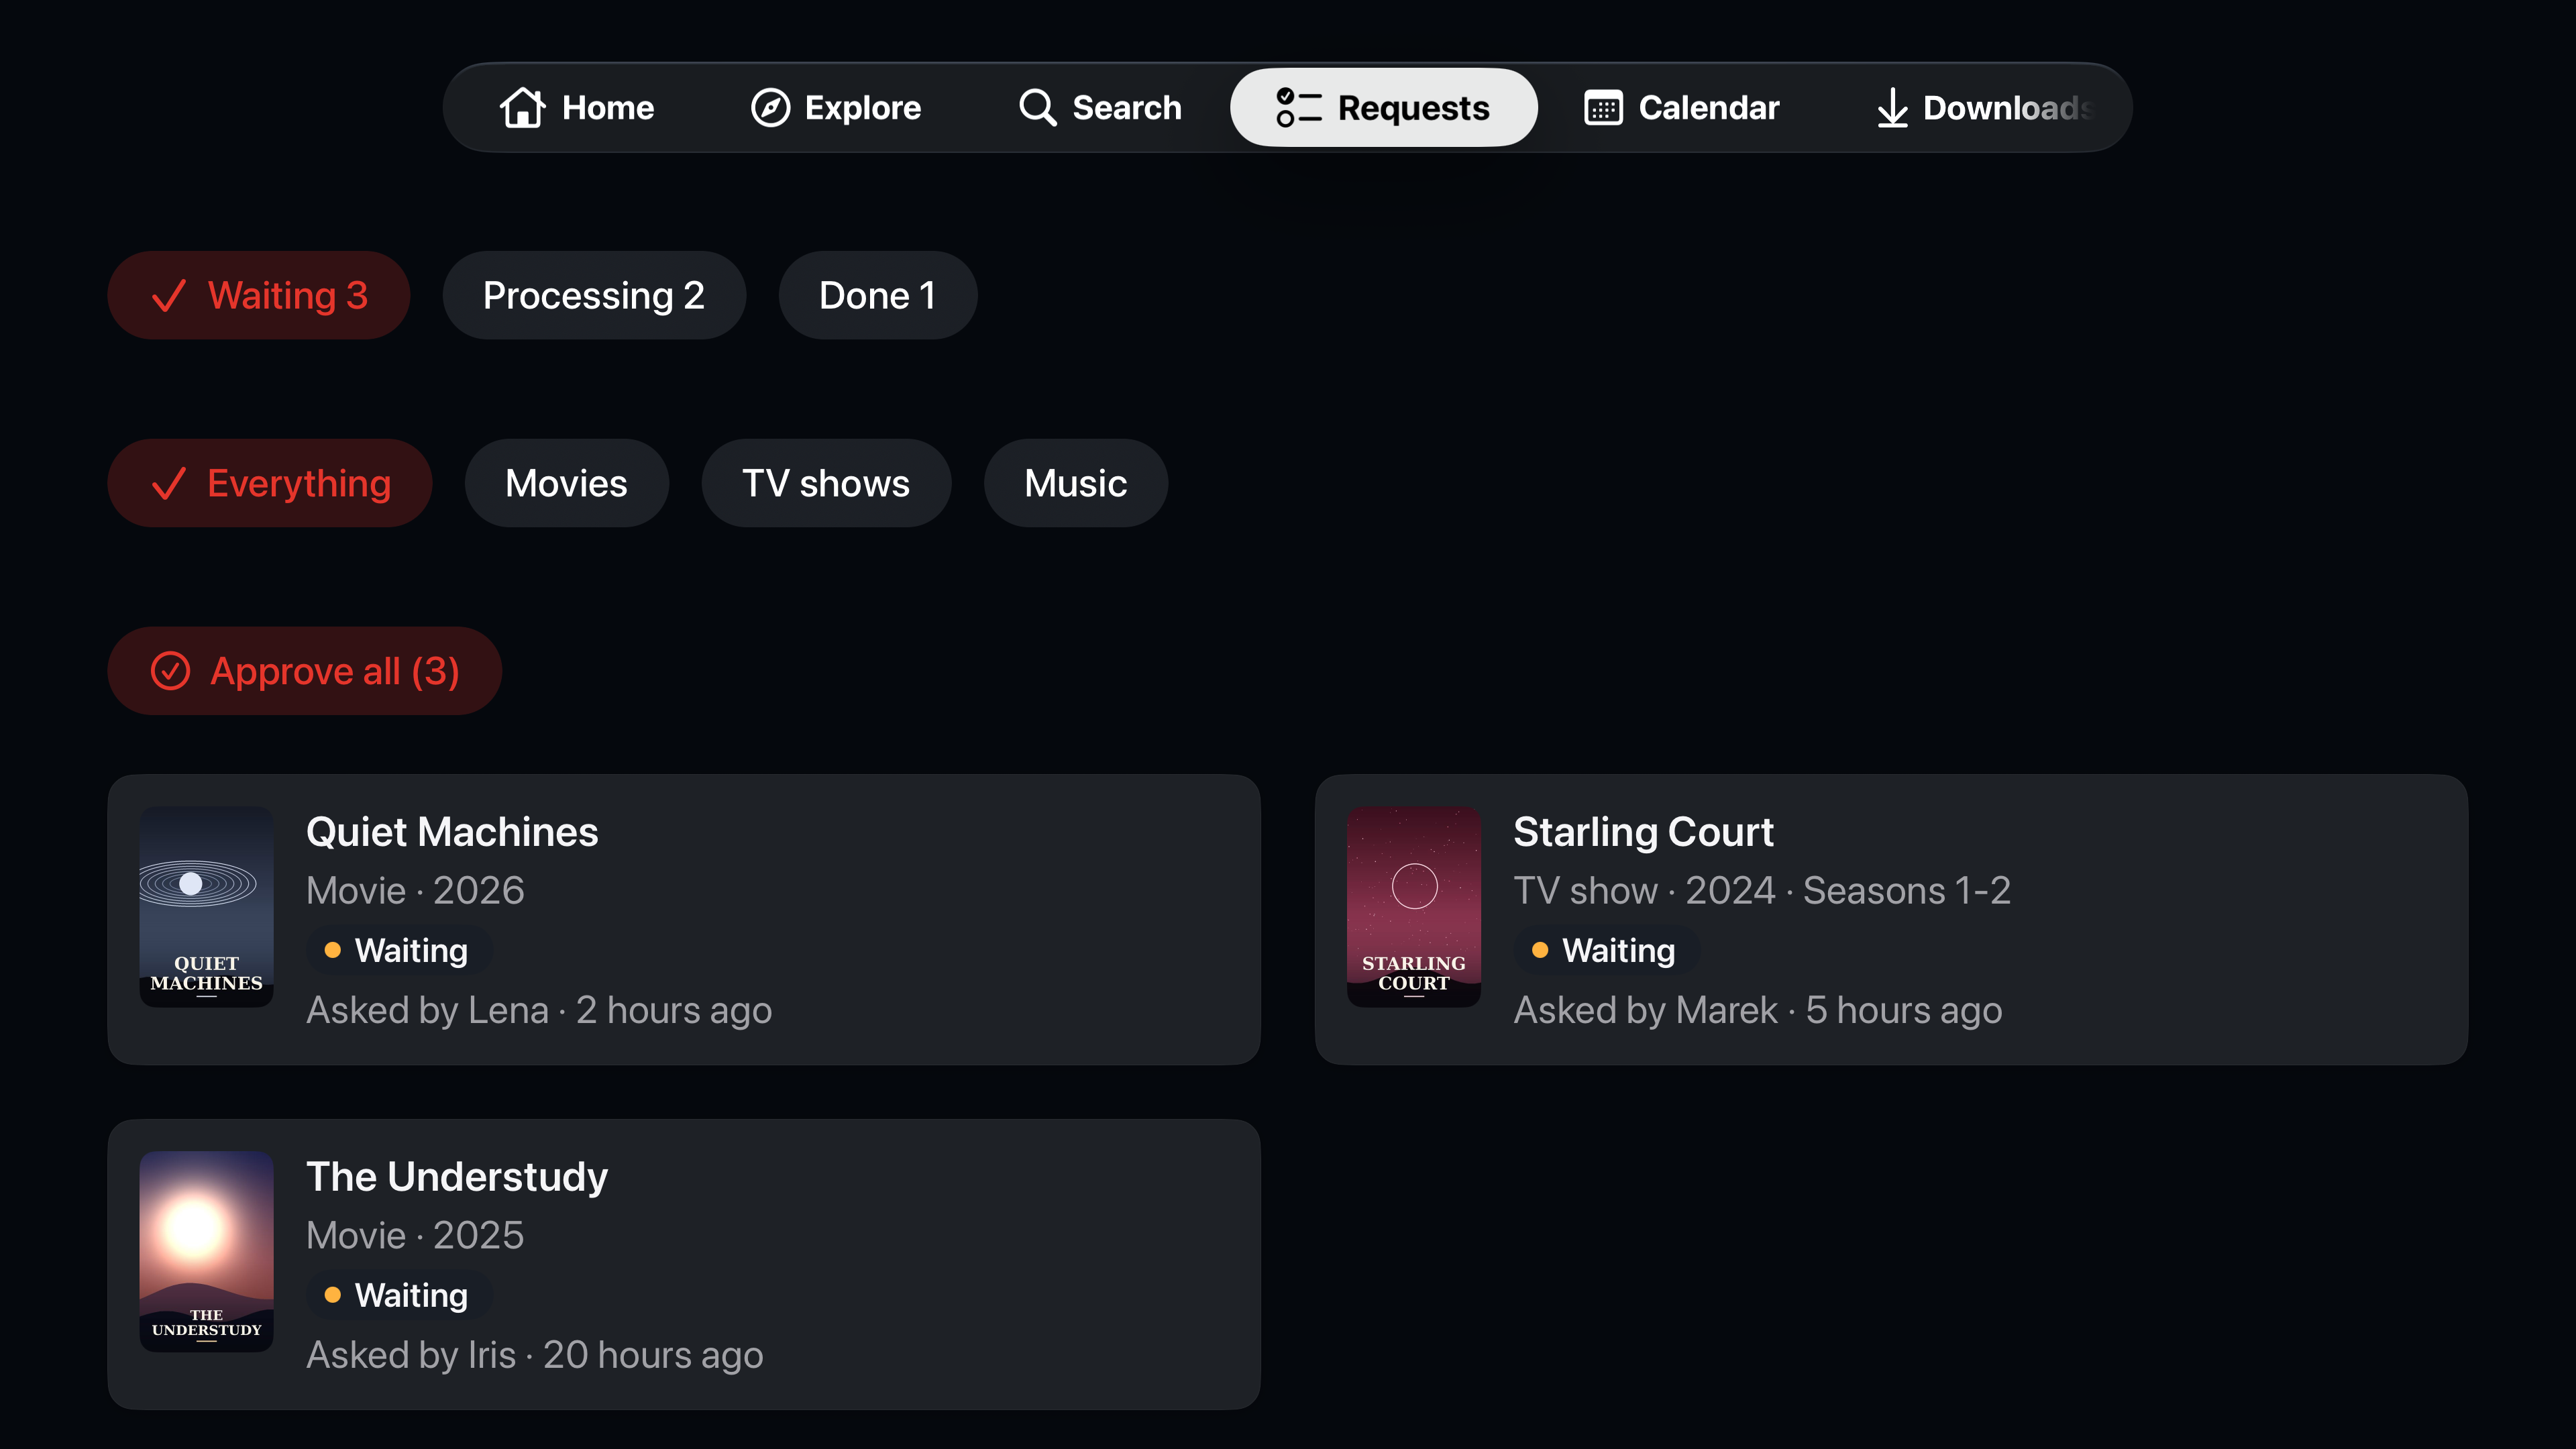 Home Explore Search Requests Calendar Downloads
Waiting 3 Processing 2 Done 1
Everything Movies TV shows Music
Approve all (3)
Quiet Machines
Movie · 2026
Waiting
Asked by Lena · 2 hours ago
QUIET
MACHINES
Starling Court
TV show · 2024 · Seasons 1-2
Waiting
Asked by Marek · 5 hours ago
STARLING
COURT
The Understudy
Movie · 2025
Waiting
Asked by Iris · 20 hours ago
THE
UNDERSTUDY